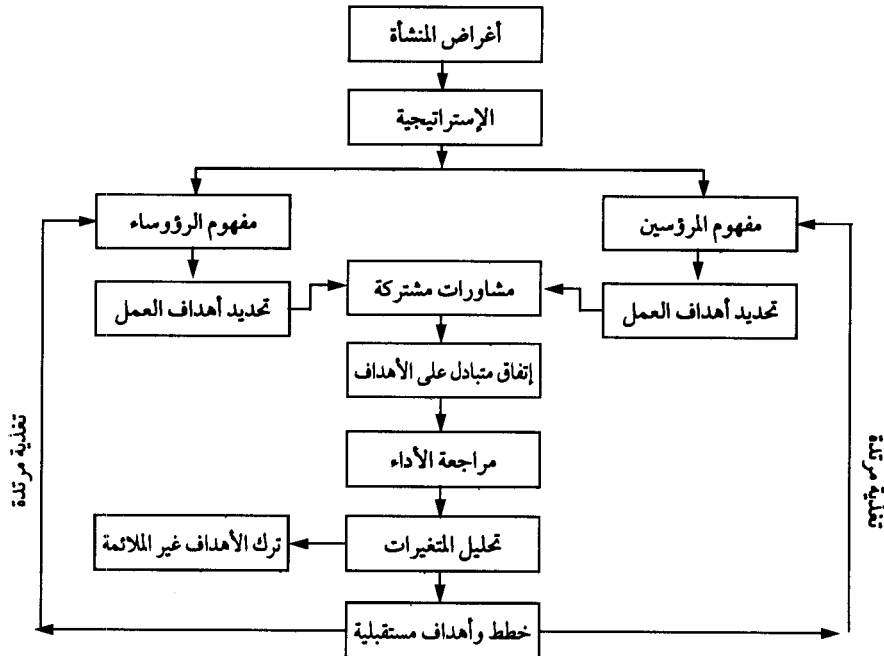 أغراض المنشأة
الإستراتيجية
مفهوم المرؤسين
مفهوم الرؤوساء
تحديد أهداف العمل
مشاورات مشتركة
تحديد أهداف العمل
إتفاق متبادل على الأهداف
مراجعة الأداء
تحليل المتغيرات
ترك الأهداف غير الملائمة
خطط وأهداف مستقبلية
تغذية مرتدة
تغذية مرتدة